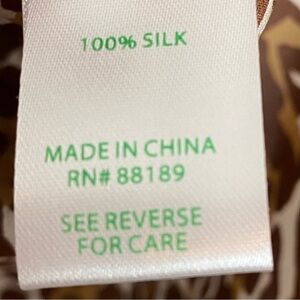 100% SILK
MADE IN CHINA
RN# 88189
SEE REVERSE
FOR CARE